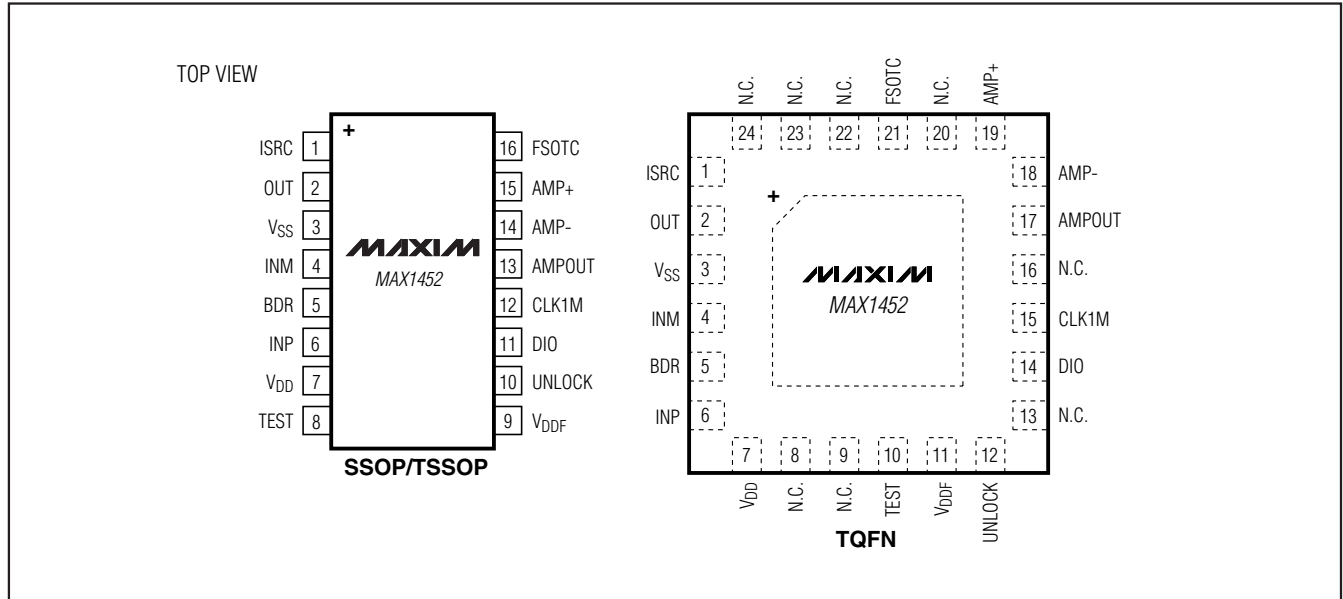 TOP VIEW
+
ISRC 1
OUT 2
VSS 3
INM 4
BDR 5
INP 6
VDD 7
TEST 8
16 FSOTC
15 AMP+
14 AMP-
13 AMPOUT
12 CLK1M
11 DIO
10 UNLOCK
9 VDDF
MAXIM
MAX1452
SSOP/TSSOP
N.C. N.C. N.C. FSOTC N.C. AMP+
24 23 22 21 20 19
ISRC 1
OUT 2
VSS 3
INM 4
BDR 5
INP 6
18 AMP-
17 AMPOUT
16 N.C.
15 CLK1M
14 DIO
13 N.C.
+
MAXIM
MAX1452
7 8 9 10 11 12
VDD N.C. N.C. TEST VDDF UNLOCK
TQFN